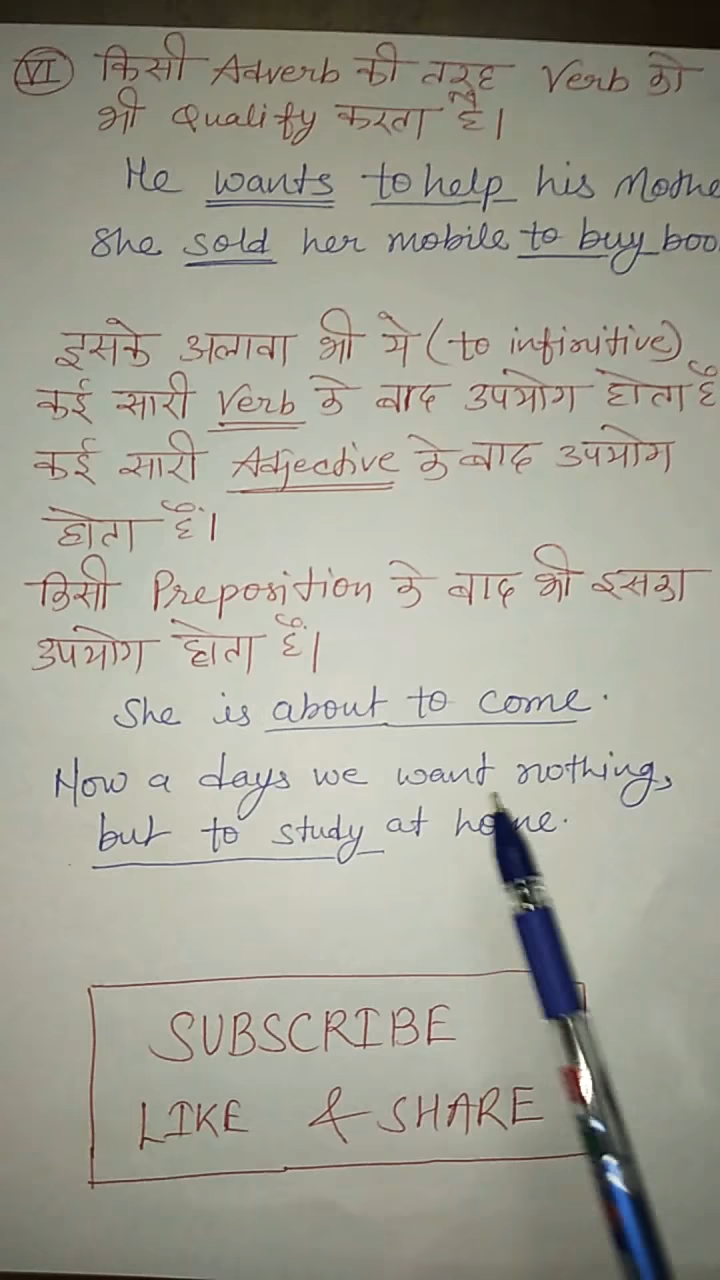 VI किसी Adverb की तरह Verb को
भी Qualify करता है।
He wants to help his Mothe
She sold her mobile to buy boo
इसके अलावा भी ये (to infinitive)
कई सारी Verb के बाद उपयोग होता है
कई सारी Adjective के बाद उपयोग
होता हैं।
किसी Preposition के बाद भी इसका
उपयोग होता हैं।
She is about to come.
Now a days we want nothing,
but to study at home.
SUBSCRIBE
LIKE & SHARE